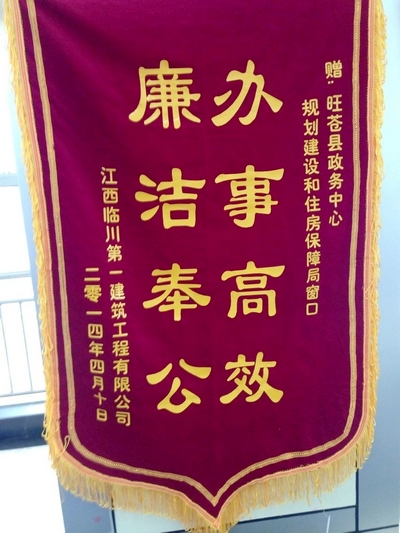 赠：旺苍县政务中心
规划建设和住房保障局窗口
办事高效
廉洁奉公
江西临川第一建筑工程有限公司
二零一四年四月十日